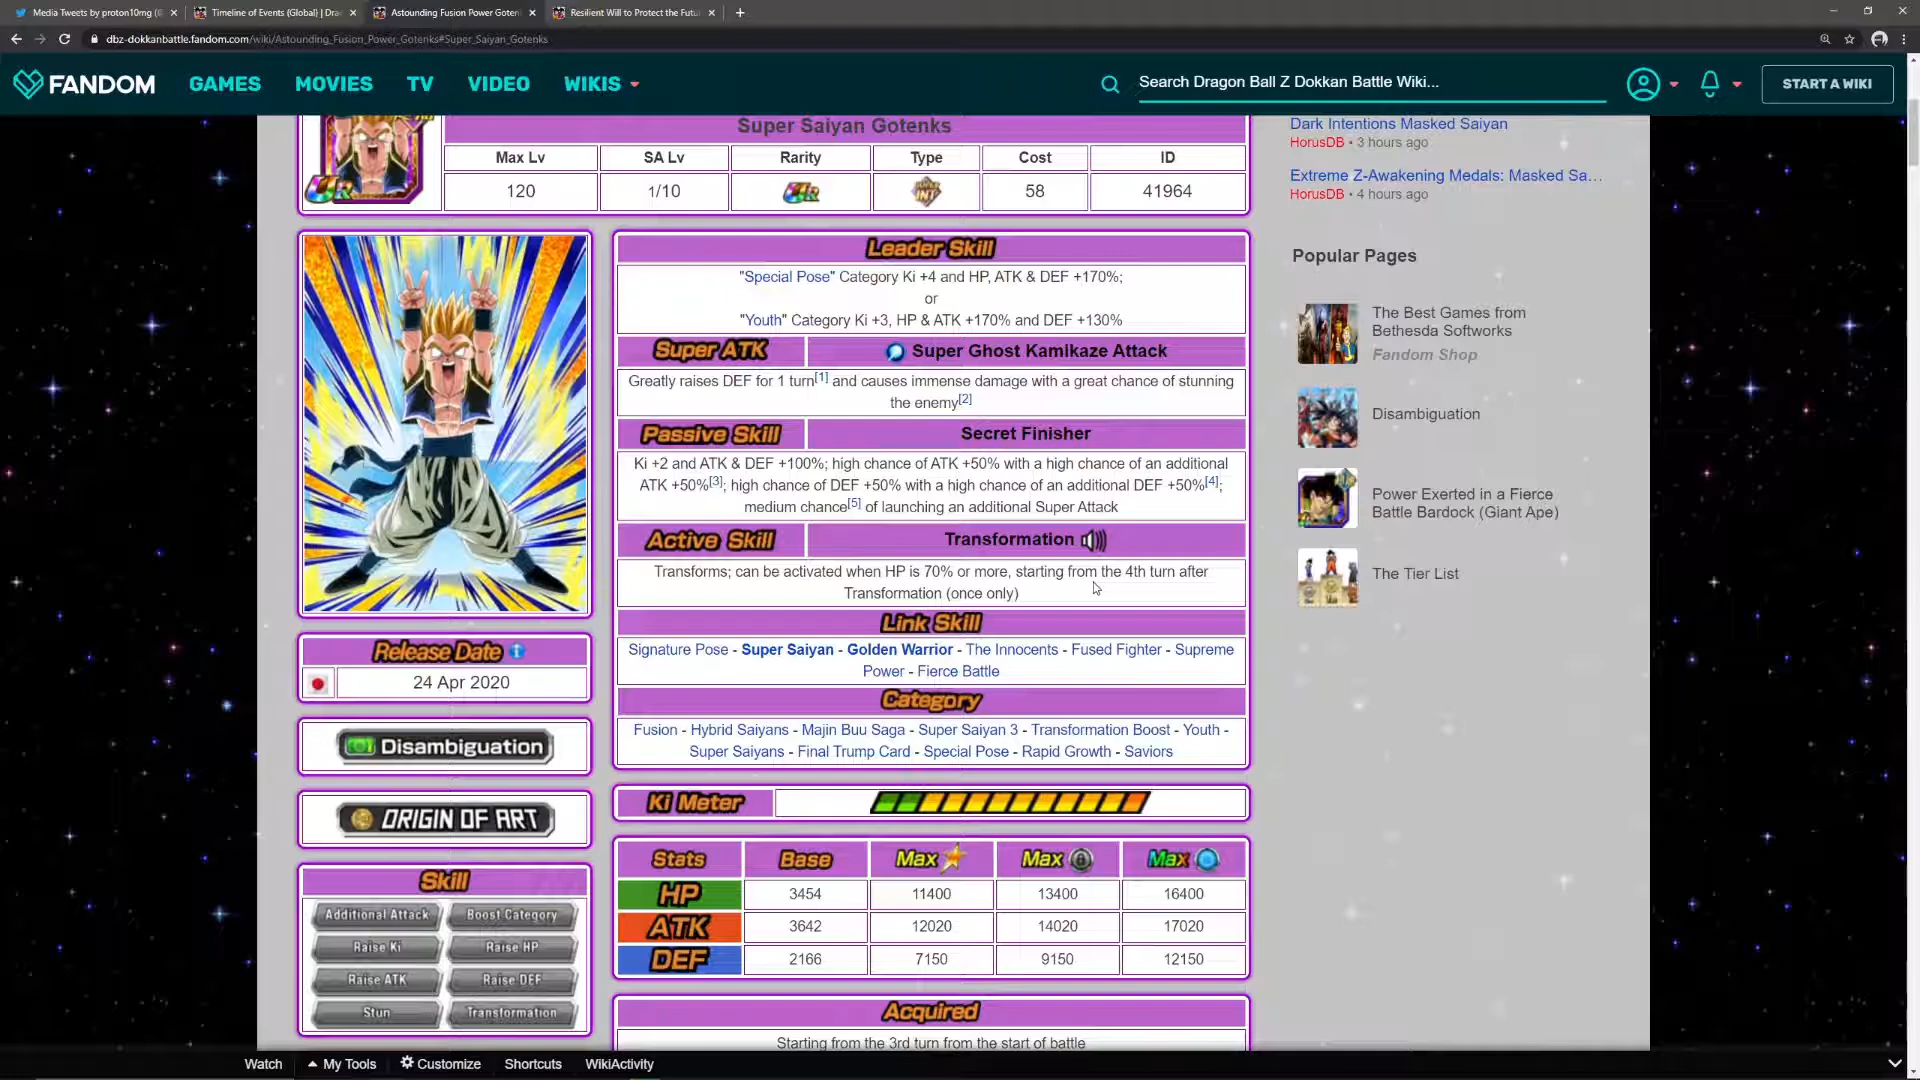 Media Tweets by proton10mg (
Timeline of Events (Global) | Dra
Astounding Fusion Power Goten
Resilient Will to Protect the Futu
dbz-dokkanbattle.fandom.com/wiki/Astounding_Fusion_Power_Gotenks#Super_Saiyan_Gotenks
FANDOM GAMES MOVIES TV VIDEO WIKIS Search Dragon Ball Z Dokkan Battle Wiki... START A WIKI
Super Saiyan Gotenks
Max Lv SA Lv Rarity Type Cost ID
120 1/10 UR SUPER INT 58 41964
Leader Skill
"Special Pose" Category Ki +4 and HP, ATK & DEF +170%;
or
"Youth" Category Ki +3, HP & ATK +170% and DEF +130%
Super ATK Super Ghost Kamikaze Attack
Greatly raises DEF for 1 turn[1] and causes immense damage with a great chance of stunning
the enemy[2]
Passive Skill Secret Finisher
Ki +2 and ATK & DEF +100%; high chance of ATK +50% with a high chance of an additional
ATK +50%[3]; high chance of DEF +50% with a high chance of an additional DEF +50%[4];
medium chance[5] of launching an additional Super Attack
Active Skill Transformation
Transforms; can be activated when HP is 70% or more, starting from the 4th turn after
Transformation (once only)
Link Skill
Signature Pose - Super Saiyan - Golden Warrior - The Innocents - Fused Fighter - Supreme
Power - Fierce Battle
Category
Fusion - Hybrid Saiyans - Majin Buu Saga - Super Saiyan 3 - Transformation Boost - Youth -
Super Saiyans - Final Trump Card - Special Pose - Rapid Growth - Saviors
Ki Meter
Stats Base Max Max Max
HP 3454 11400 13400 16400
ATK 3642 12020 14020 17020
DEF 2166 7150 9150 12150
Acquired
Starting from the 3rd turn from the start of battle
Release Date
24 Apr 2020
Disambiguation
ORIGIN OF ART
Skill
Additional Attack Boost Category
Raise Ki Raise HP
Raise ATK Raise DEF
Stun Transformation
Dark Intentions Masked Saiyan
HorusDB • 3 hours ago
Extreme Z-Awakening Medals: Masked Sa...
HorusDB • 4 hours ago
Popular Pages
The Best Games from
Bethesda Softworks
Fandom Shop
Disambiguation
Power Exerted in a Fierce
Battle Bardock (Giant Ape)
The Tier List
Watch My Tools Customize Shortcuts WikiActivity